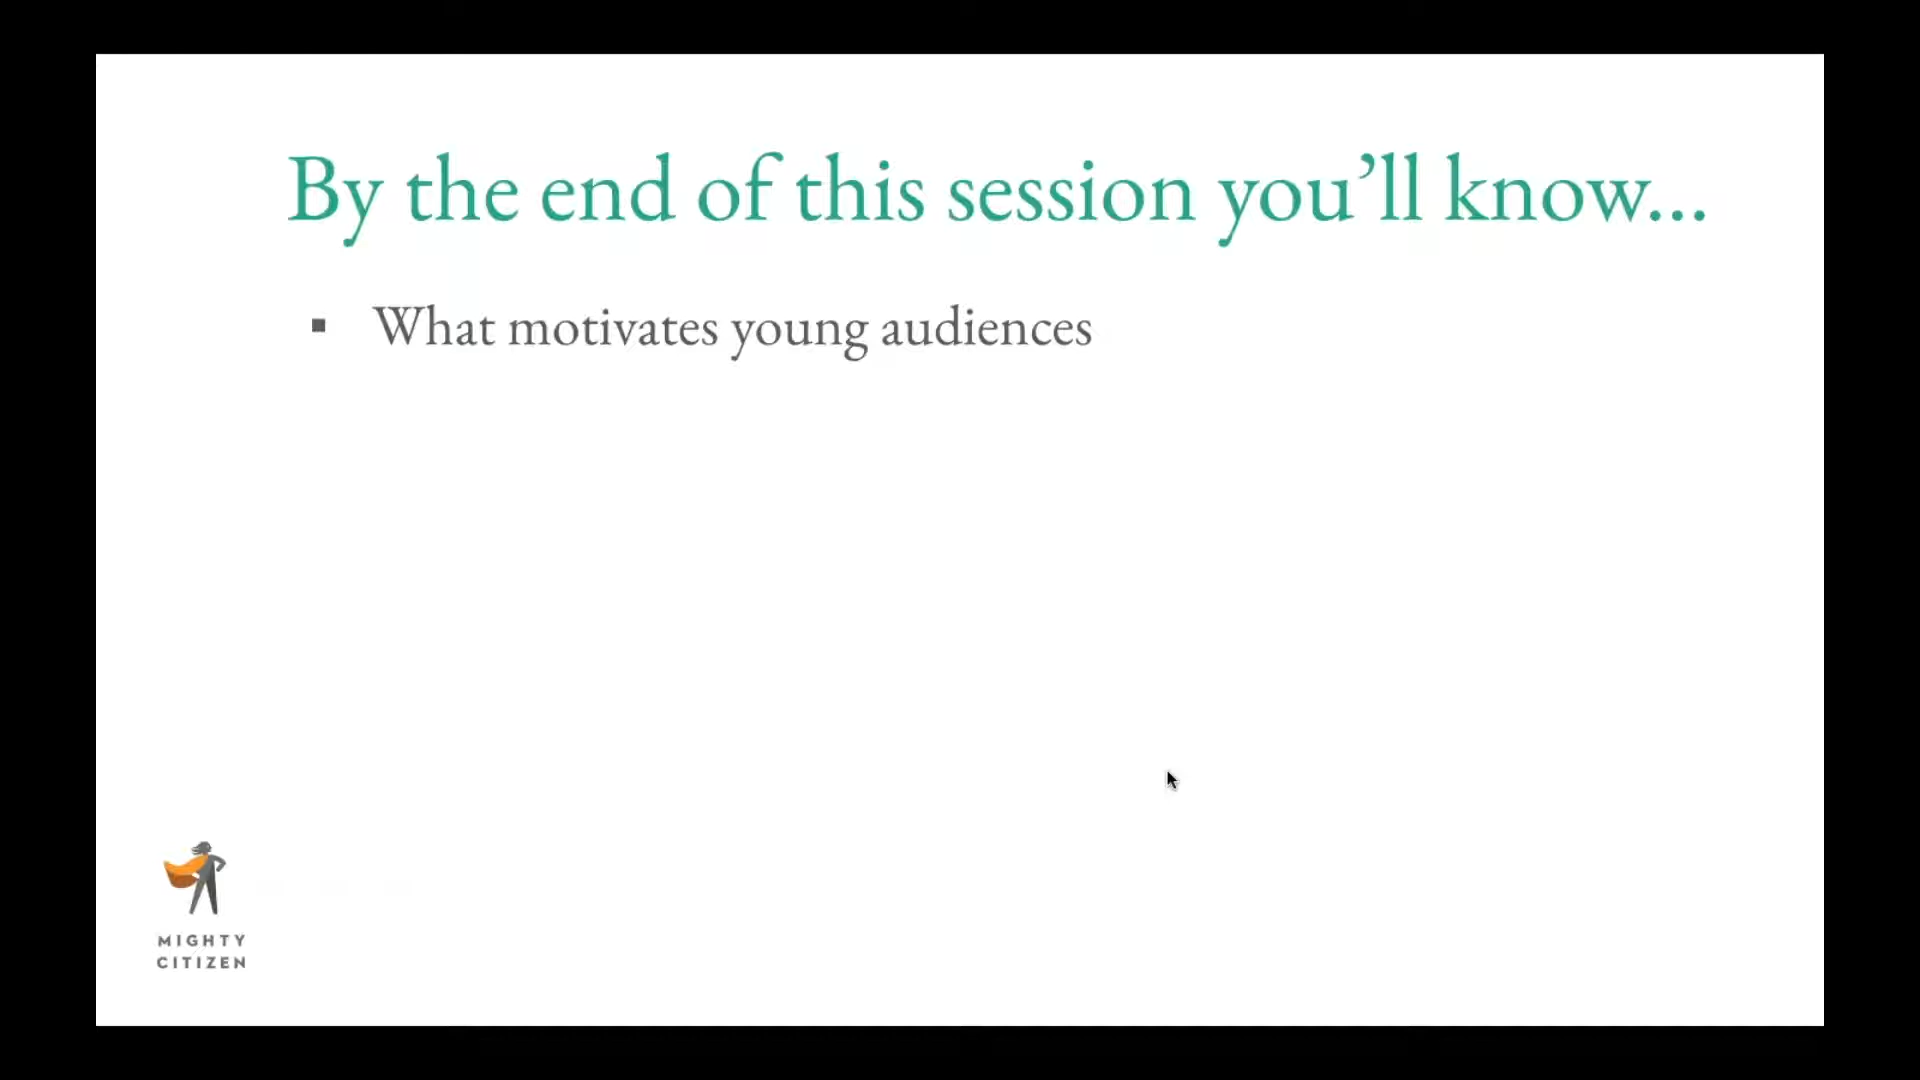 By the end of this session you’ll know...
▪ What motivates young audiences
MIGHTY
CITIZEN